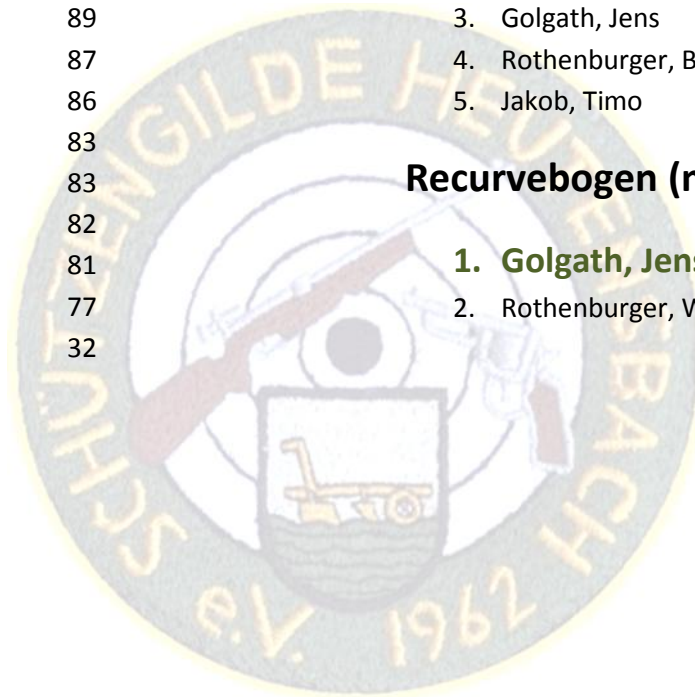 89
87
86
83
83
82
81
77
32
3. Golgath, Jens
4. Rothenburger, B
5. Jakob, Timo
Recurvebogen (
1. Golgath, Jens
2. Rothenburger,
SCHÜTZENGILDE HEUTENSBACH
e.V. 1962